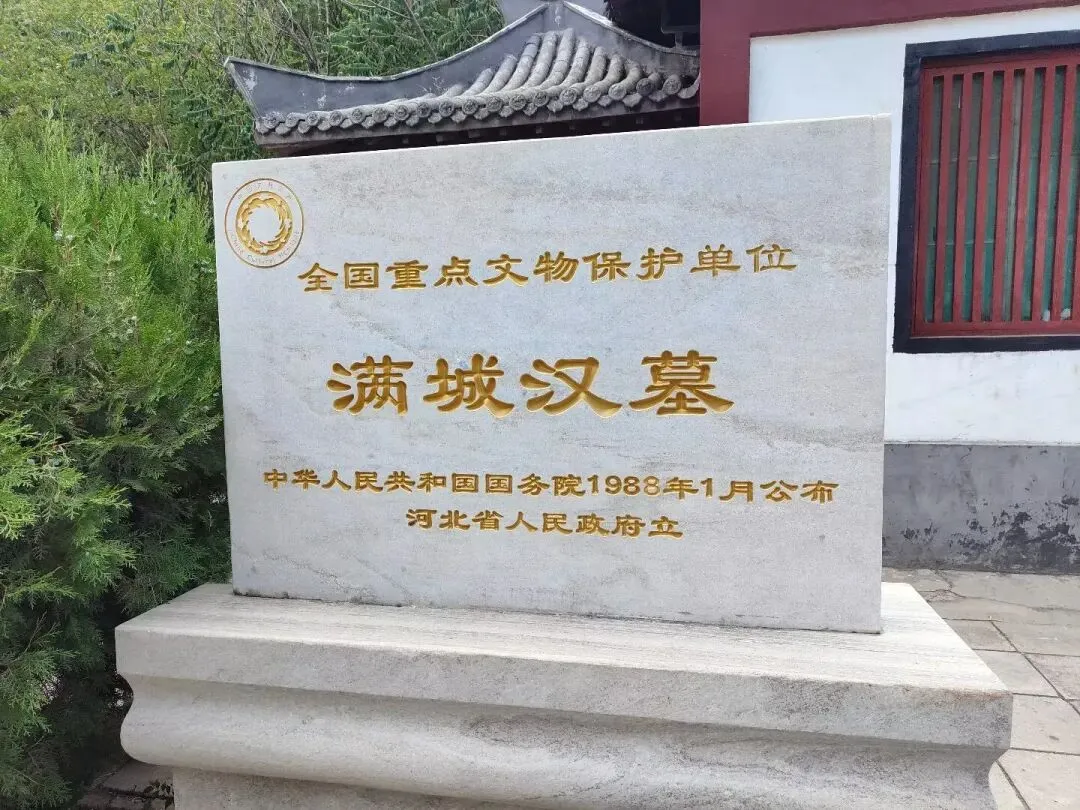 全国重点文物保护单位
满城汉墓
中华人民共和国国务院1988年1月公布
河北省人民政府立